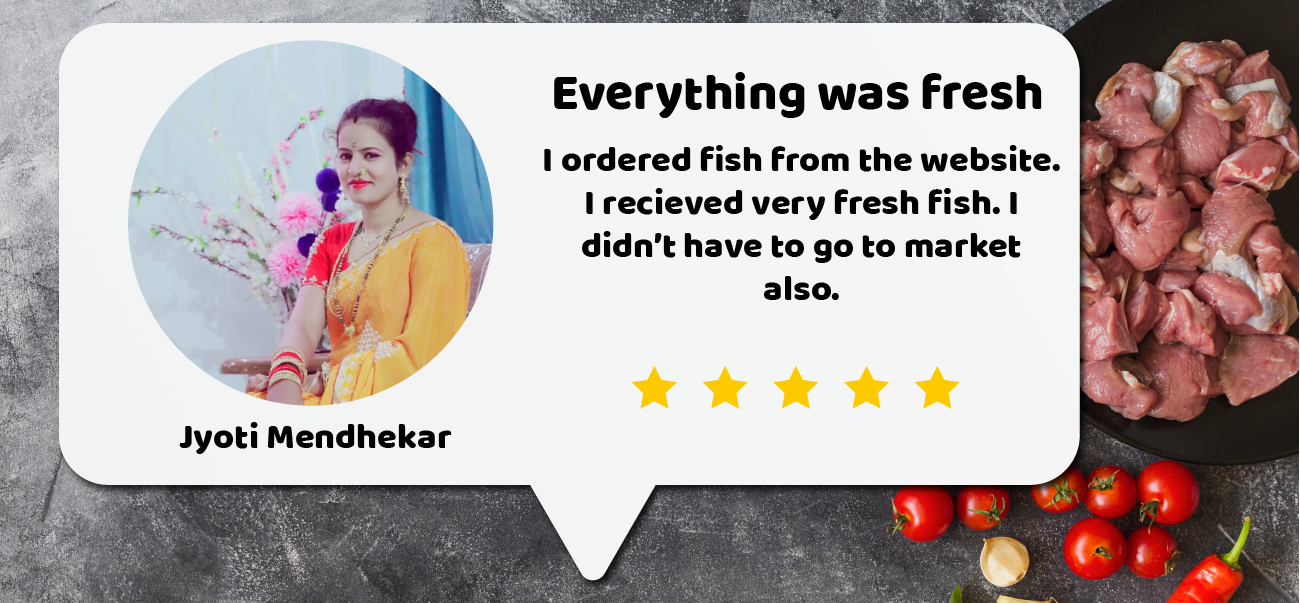 Everything was fresh
I ordered fish from the website.
I recieved very fresh fish. I
didn't have to go to market
also.
Jyoti Mendhekar